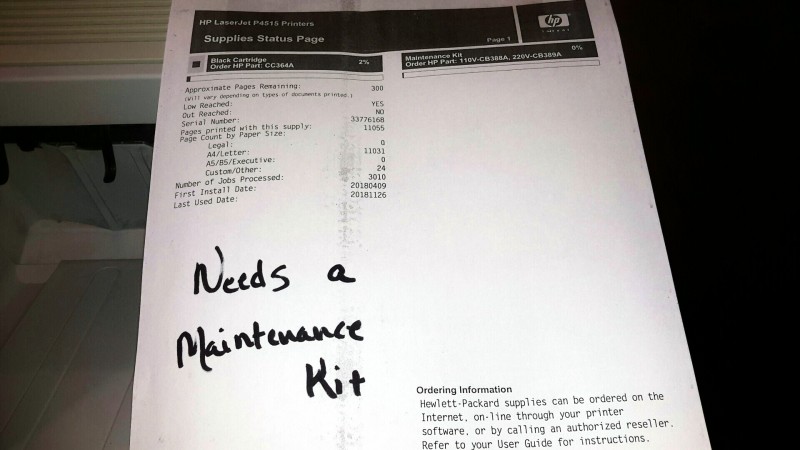 HP LaserJet P4515 Printers
Supplies Status Page
Page 1
hp
Black Cartridge 2%
Order HP Part: CC364A
Maintenance Kit 0%
Order HP Part: 110V-CB388A, 220V-CB389A
Approximate Pages Remaining: 300
(Will vary depending on types of documents printed.)
Low Reached: YES
Out Reached: NO
Serial Number: 33776168
Pages printed with this supply: 11055
Page Count by Paper Size:
Legal: 0
A4/Letter: 11031
A5/B5/Executive: 0
Custom/Other: 24
Number of Jobs Processed: 3010
First Install Date: 20180409
Last Used Date: 20181126
Needs a
Maintenance
Kit
Ordering Information
Hewlett-Packard supplies can be ordered on the
Internet, on-line through your printer
software, or by calling an authorized reseller.
Refer to your User Guide for instructions.